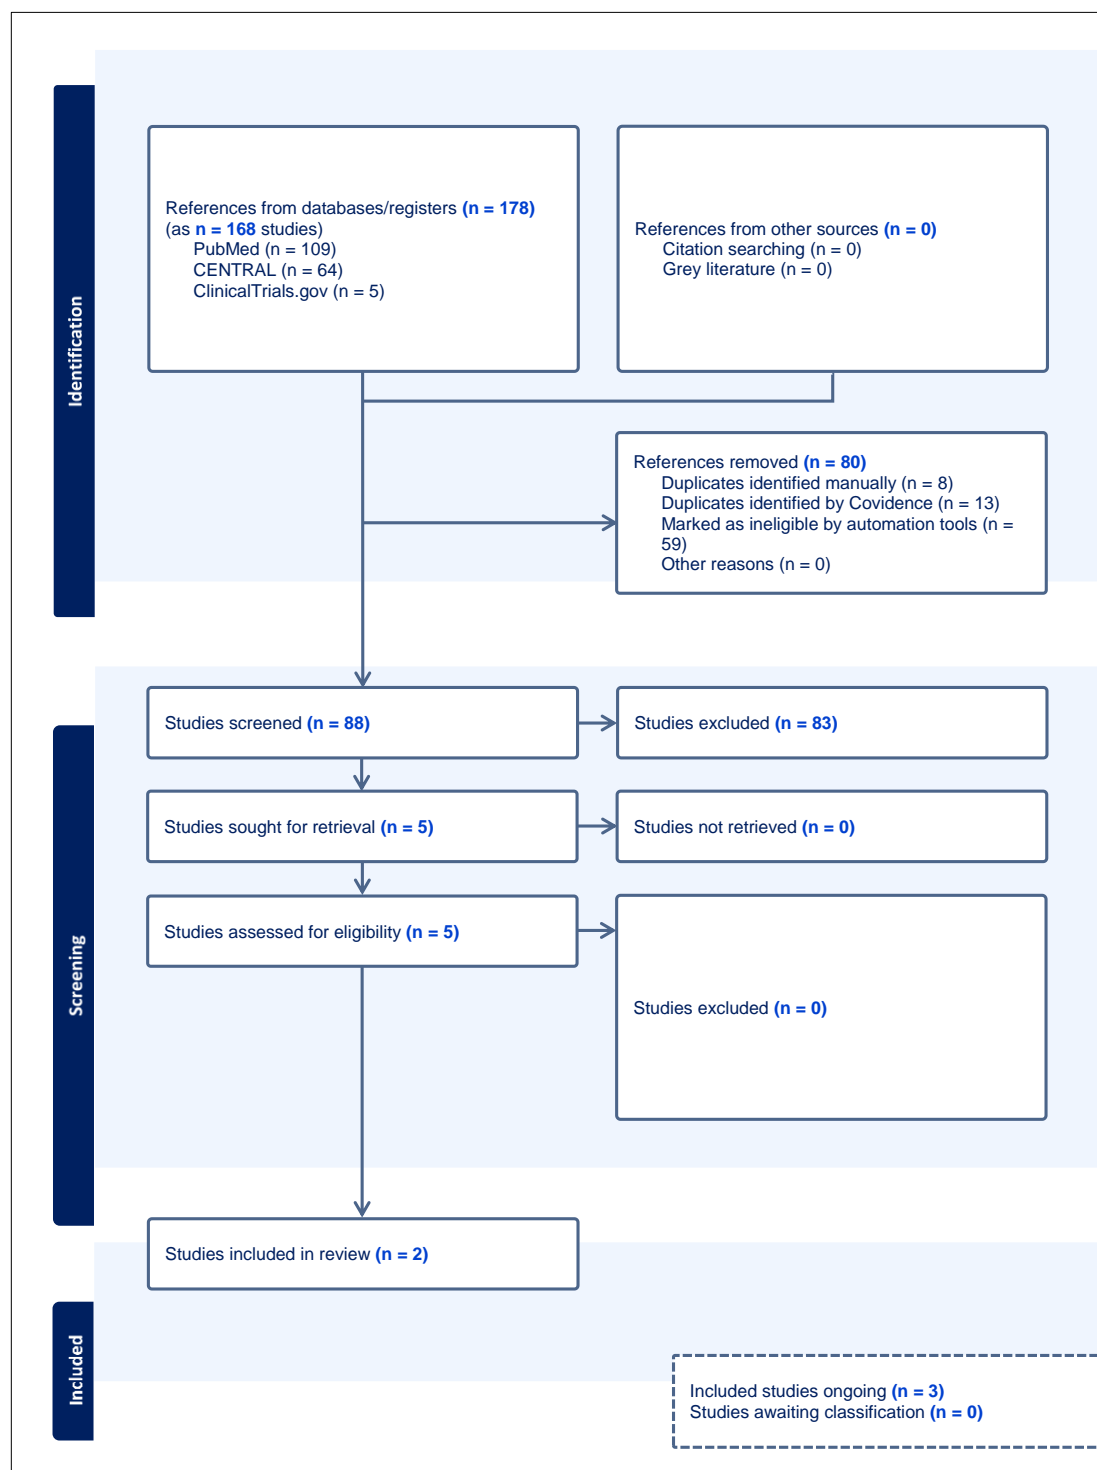 Identification
References from databases/registers (n = 178)
(as n = 168 studies)
PubMed (n = 109)
CENTRAL (n = 64)
ClinicalTrials.gov (n = 5)
References from other sources (n = 0)
Citation searching (n = 0)
Grey literature (n = 0)
References removed (n = 80)
Duplicates identified manually (n = 8)
Duplicates identified by Covidence (n = 13)
Marked as ineligible by automation tools (n =
59)
Other reasons (n = 0)
Screening
Studies screened (n = 88)
Studies excluded (n = 83)
Studies sought for retrieval (n = 5)
Studies not retrieved (n = 0)
Studies assessed for eligibility (n = 5)
Studies excluded (n = 0)
Included
Studies included in review (n = 2)
Included studies ongoing (n = 3)
Studies awaiting classification (n = 0)